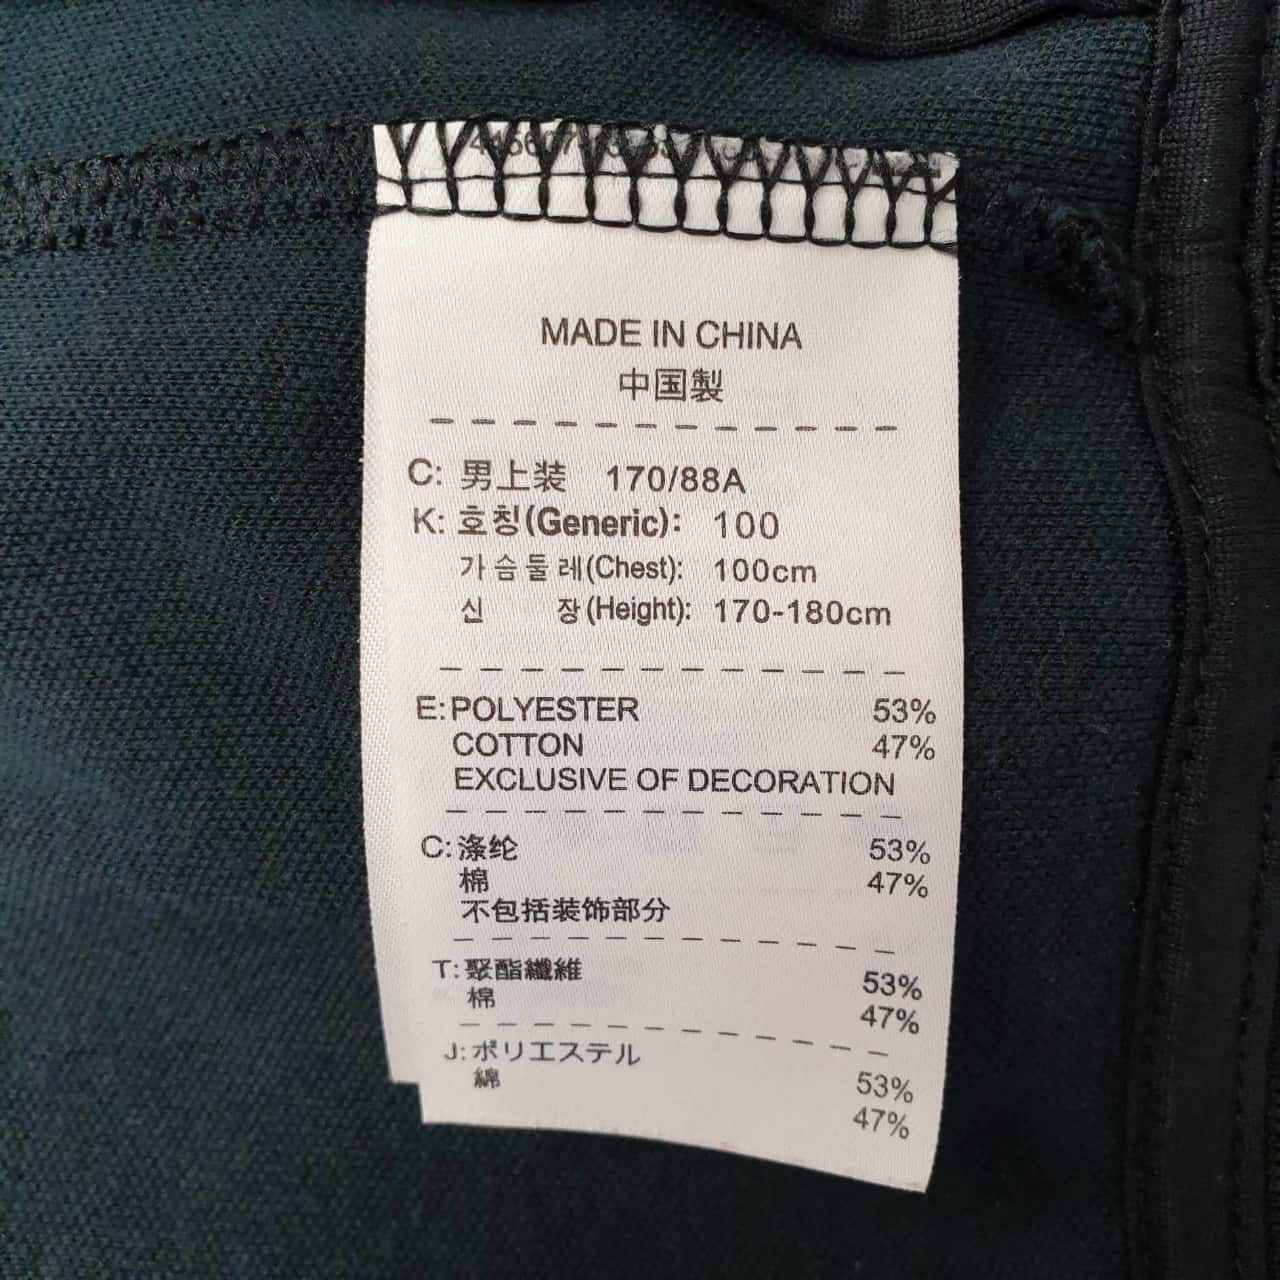 MADE IN CHINA
中国製
C: 男上装 170/88A
K: 호칭(Generic): 100
가슴둘레(Chest): 100cm
신 장(Height): 170-180cm
E: POLYESTER 53%
COTTON 47%
EXCLUSIVE OF DECORATION
C: 涤纶 53%
棉 47%
不包括装饰部分
T: 聚酯纖維 53%
棉 47%
J: ポリエステル 53%
綿 47%